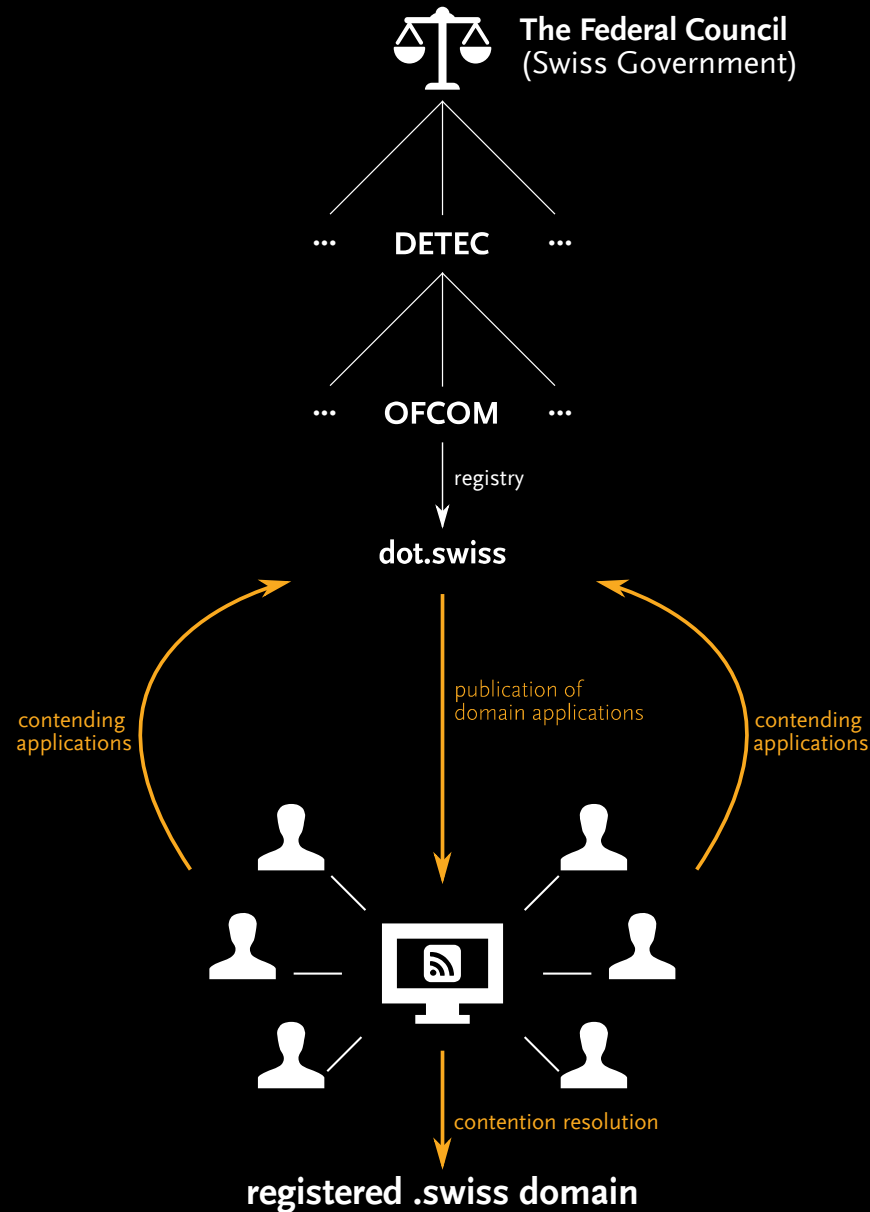 The Federal Council
(Swiss Government)
... DETEC ...
... OFCOM ...
registry
dot.swiss
publication of
domain applications
contending
applications
contending
applications
contention resolution
registered .swiss domain